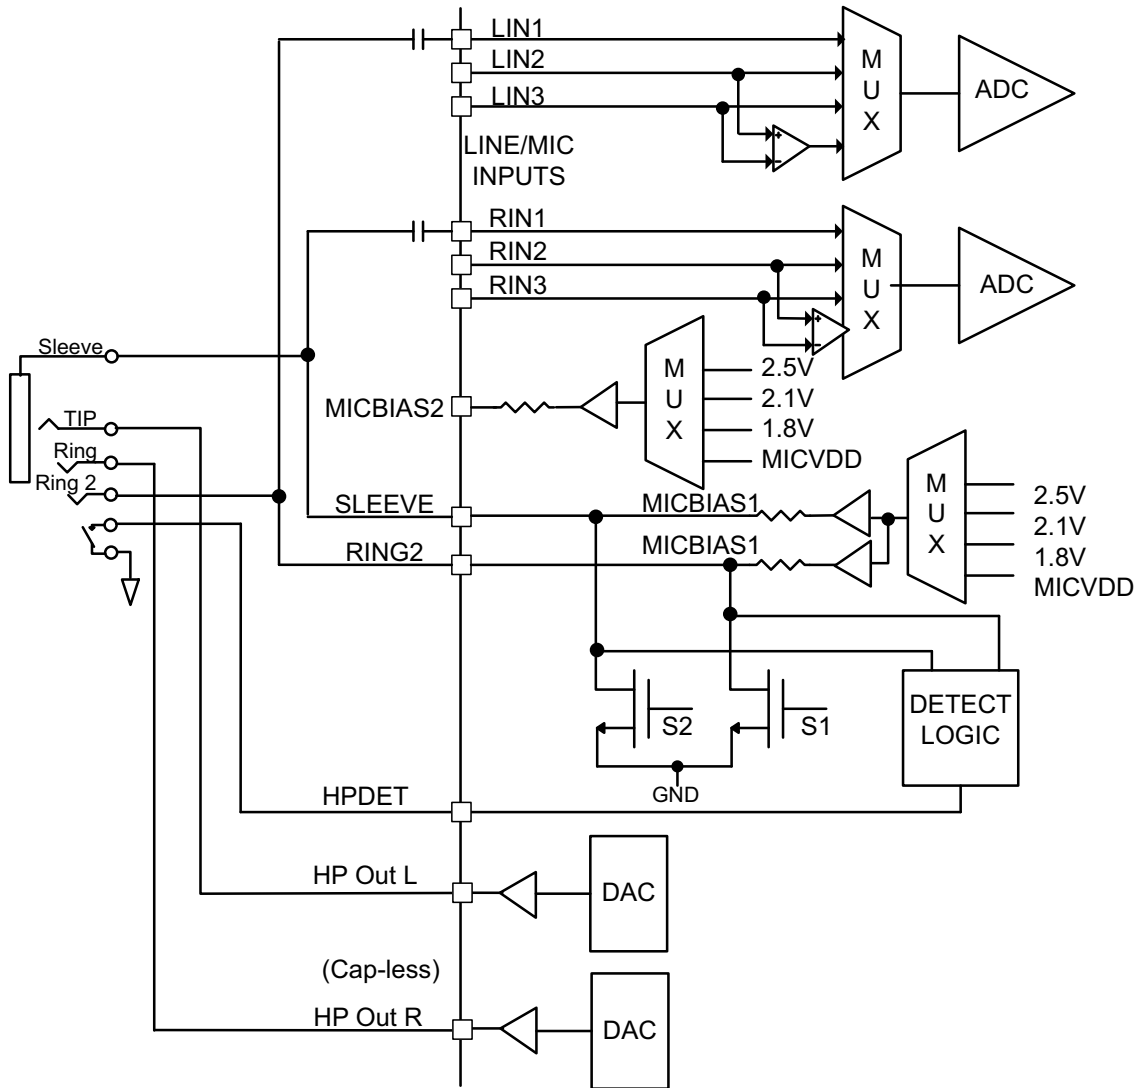 LIN1
LIN2
LIN3
LINE/MIC
INPUTS
M
U
X
ADC
RIN1
RIN2
RIN3
M
U
X
ADC
Sleeve
TIP
Ring
Ring 2
MICBIAS2
M
U
X
2.5V
2.1V
1.8V
MICVDD
SLEEVE
MICBIAS1
RING2
MICBIAS1
M
U
X
2.5V
2.1V
1.8V
MICVDD
S2
S1
GND
DETECT
LOGIC
HPDET
HP Out L
DAC
(Cap-less)
HP Out R
DAC